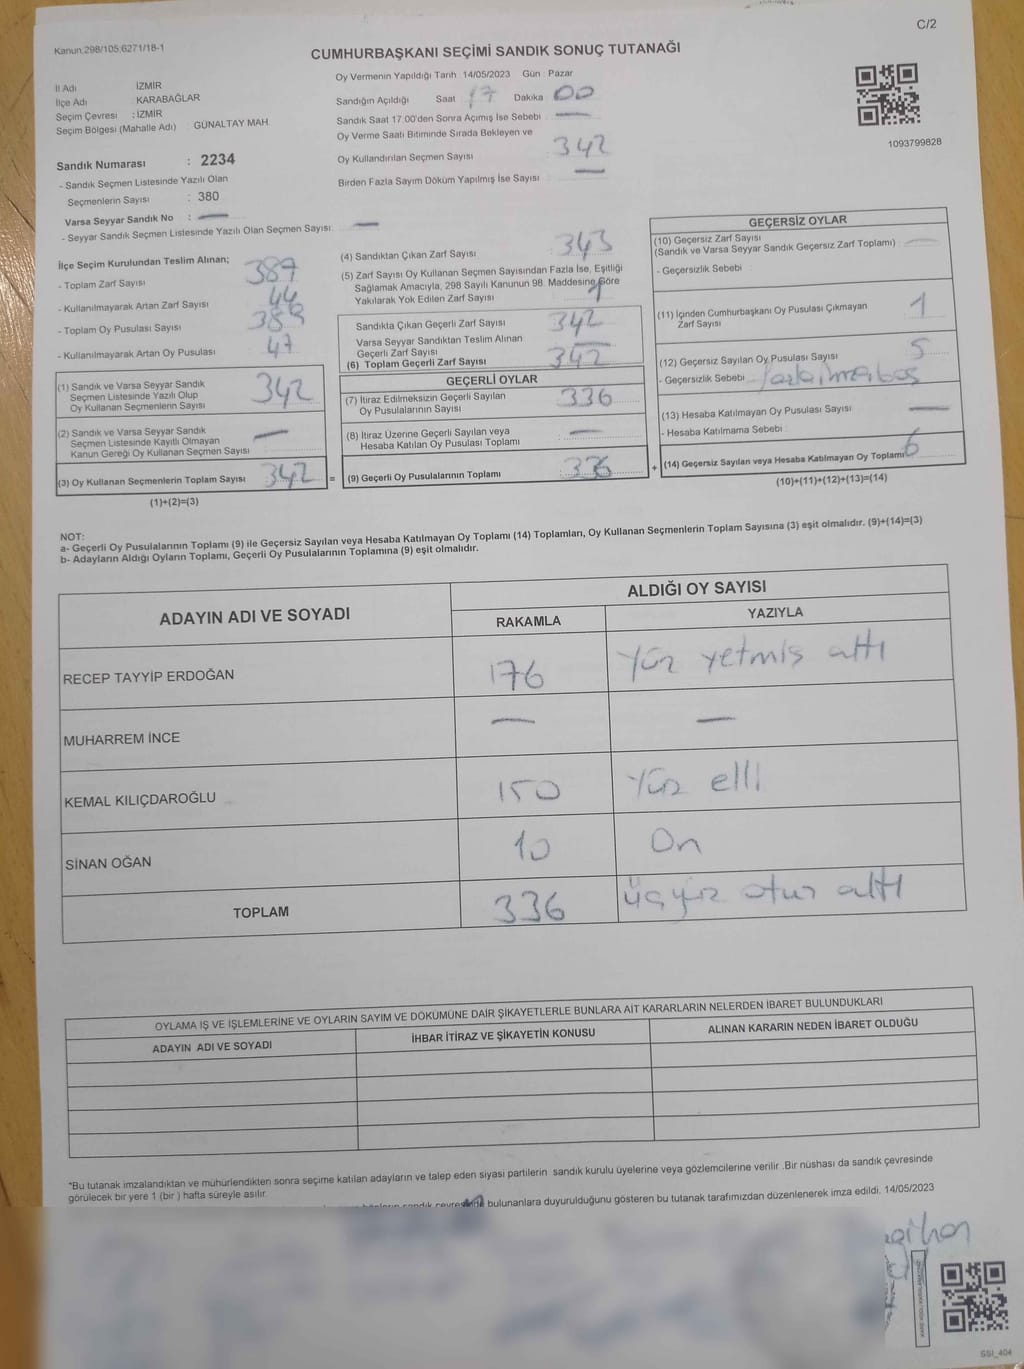 C/2
Kanun:298/105;6271/18-1
CUMHURBAŞKANI SEÇİMİ SANDIK SONUÇ TUTANAĞI
İl Adı : İZMİR
İlçe Adı : KARABAĞLAR
Seçim Çevresi : İZMİR
Seçim Bölgesi (Mahalle Adı) : GÜNALTAY MAH.
Sandık Numarası : 2234
- Sandık Seçmen Listesinde Yazılı Olan
Seçmenlerin Sayısı : 380
Varsa Seyyar Sandık No : —
- Seyyar Sandık Seçmen Listesinde Yazılı Olan Seçmen Sayısı: —
Oy Vermenin Yapıldığı Tarih 14/05/2023 Gün : Pazar
Sandığın Açıldığı Saat 17 Dakika 00
Sandık Saat 17.00'den Sonra Açımış İse Sebebi —
Oy Verme Saati Bitiminde Sırada Bekleyen ve
Oy Kullandırılan Seçmen Sayısı 342
Birden Fazla Sayım Döküm Yapılmış İse Sayısı —
1093799828
İlçe Seçim Kurulundan Teslim Alınan;
- Toplam Zarf Sayısı 387
- Kullanılmayarak Artan Zarf Sayısı 44
- Toplam Oy Pusulası Sayısı 389
- Kullanılmayarak Artan Oy Pusulası 47
(1) Sandık ve Varsa Seyyar Sandık
Seçmen Listesinde Yazılı Olup
Oy Kullanan Seçmenlerin Sayısı 342
(2) Sandık ve Varsa Seyyar Sandık
Seçmen Listesinde Kayıtlı Olmayan
Kanun Gereği Oy Kullanan Seçmen Sayısı —
(3) Oy Kullanan Seçmenlerin Toplam Sayısı 342 =
(1)+(2)=(3)
(4) Sandıktan Çıkan Zarf Sayısı 343
(5) Zarf Sayısı Oy Kullanan Seçmen Sayısından Fazla İse, Eşitliği
Sağlamak Amacıyla, 298 Sayılı Kanunun 98. Maddesine Göre
Yakılarak Yok Edilen Zarf Sayısı 1
Sandıkta Çıkan Geçerli Zarf Sayısı 342
Varsa Seyyar Sandıktan Teslim Alınan
Geçerli Zarf Sayısı —
(6) Toplam Geçerli Zarf Sayısı 342
GEÇERLİ OYLAR
(7) İtiraz Edilmeksizin Geçerli Sayılan
Oy Pusulalarının Sayısı 336
(8) İtiraz Üzerine Geçerli Sayılan veya
Hesaba Katılan Oy Pusulası Toplamı —
(9) Geçerli Oy Pusulalarının Toplamı 336 +
GEÇERSİZ OYLAR
(10) Geçersiz Zarf Sayısı
(Sandık ve Varsa Seyyar Sandık Geçersiz Zarf Toplamı) —
- Geçersizlik Sebebi :
(11) İçinden Cumhurbaşkanı Oy Pusulası Çıkmayan
Zarf Sayısı 1
(12) Geçersiz Sayılan Oy Pusulası Sayısı 5
- Geçersizlik Sebebi :
(13) Hesaba Katılmayan Oy Pusulası Sayısı —
- Hesaba Katılmama Sebebi :
(14) Geçersiz Sayılan veya Hesaba Katılmayan Oy Toplamı 6
(10)+(11)+(12)+(13)=(14)
NOT:
a- Geçerli Oy Pusulalarının Toplamı (9) ile Geçersiz Sayılan veya Hesaba Katılmayan Oy Toplamı (14) Toplamları, Oy Kullanan Seçmenlerin Toplam Sayısına (3) eşit olmalıdır. (9)+(14)=(3)
b- Adayların Aldığı Oyların Toplamı, Geçerli Oy Pusulalarının Toplamına (9) eşit olmalıdır.
ADAYIN ADI VE SOYADI
ALDIĞI OY SAYISI
RAKAMLA YAZIYLA
RECEP TAYYİP ERDOĞAN 176 Yüz yetmiş altı
MUHARREM İNCE — —
KEMAL KILIÇDAROĞLU 150 Yüz elli
SİNAN OĞAN 10 On
TOPLAM 336 üçyüz otuz altı
OYLAMA İŞ VE İŞLEMLERİNE VE OYLARIN SAYIM VE DÖKÜMÜNE DAİR ŞİKAYETLERLE BUNLARA AİT KARARLARIN NELERDEN İBARET BULUNDUKLARI
ADAYIN ADI VE SOYADI İHBAR İTİRAZ VE ŞİKAYETİN KONUSU ALINAN KARARIN NEDEN İBARET OLDUĞU
*Bu tutanak imzalandıktan ve mühürlendikten sonra seçime katılan adayların ve talep eden siyasi partilerin sandık kurulu üyelerine veya gözlemcilerine verilir .Bir nüshası da sandık çevresinde
görülecek bir yere 1 (bir ) hafta süreyle asılır.
bulunanlara duyurulduğunu gösteren bu tutanak tarafımızdan düzenlenerek imza edildi. 14/05/2023
SSI_404